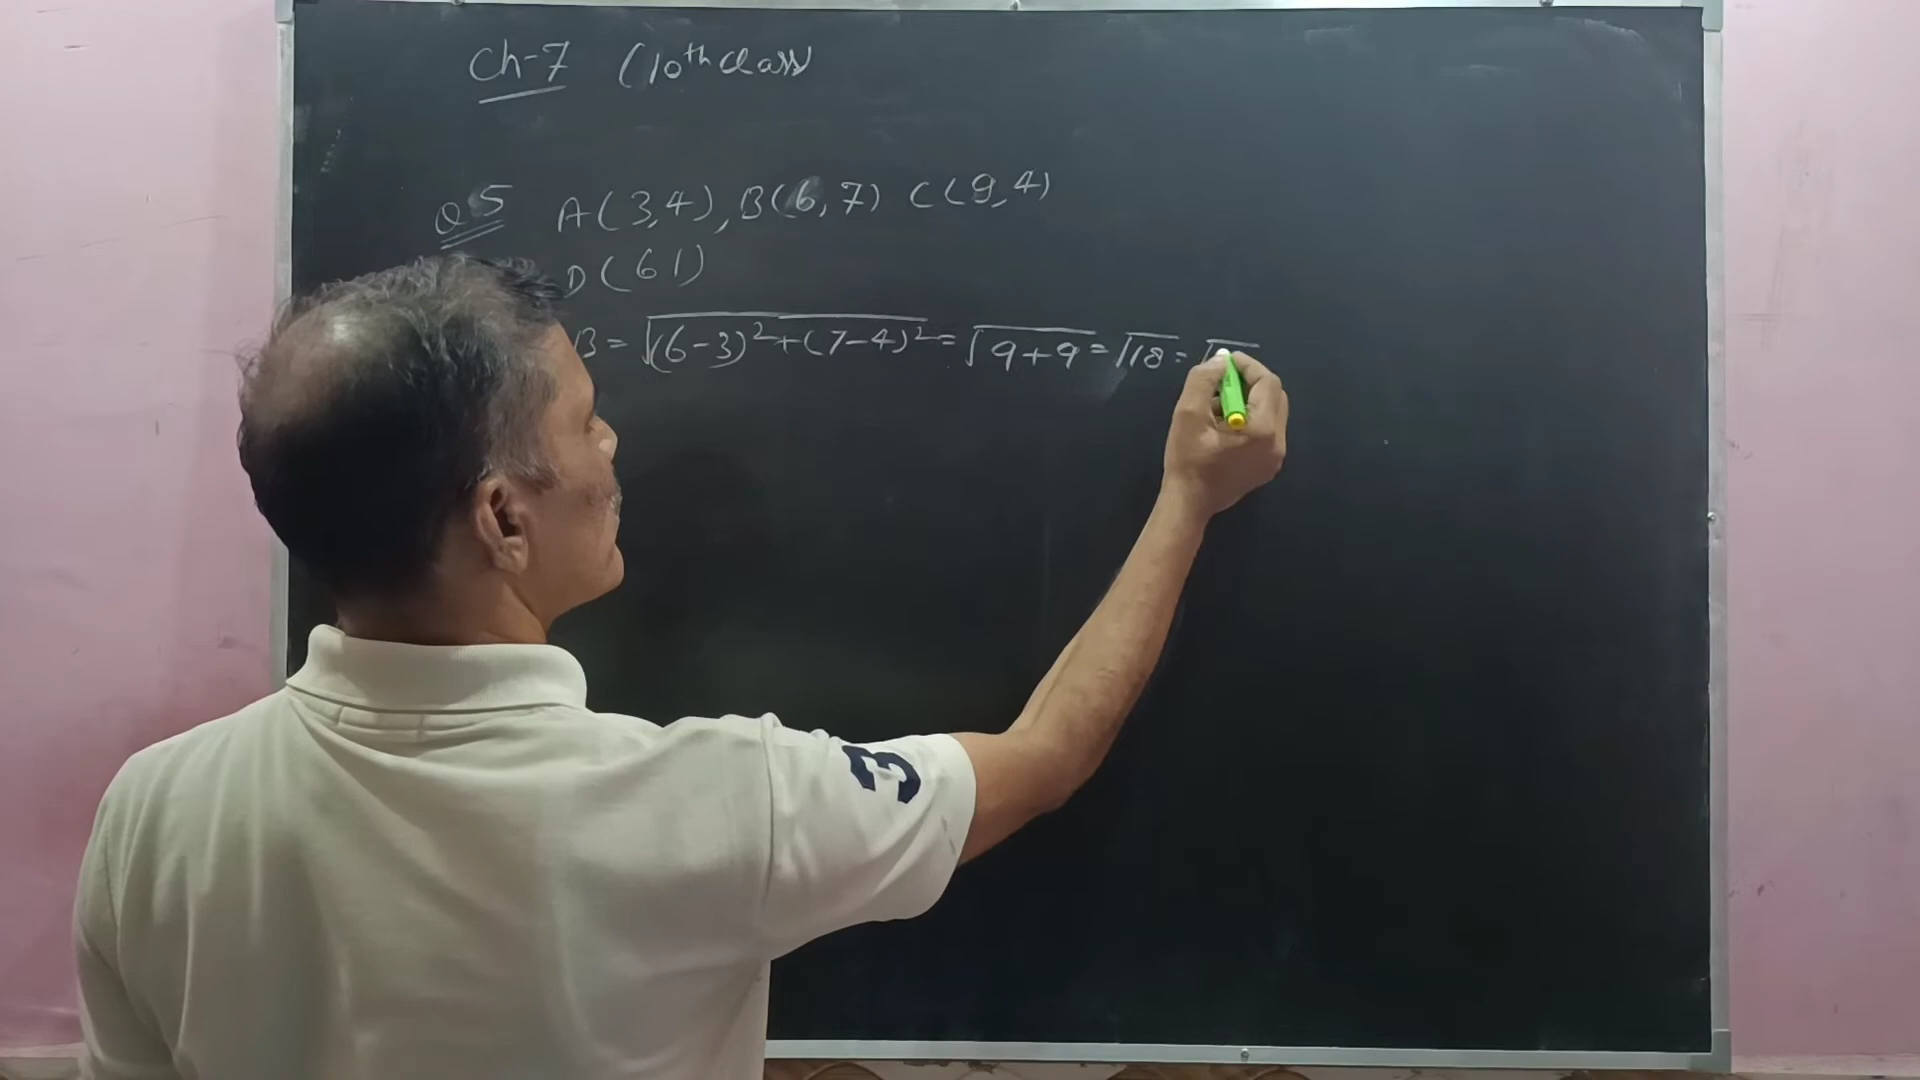 Ch-7 (10th class
Q5 A(3,4), B(6,7) C(9,4)
D(6 1)
B = √(6-3)²+(7-4)² = √9+9 = √18 = √
3